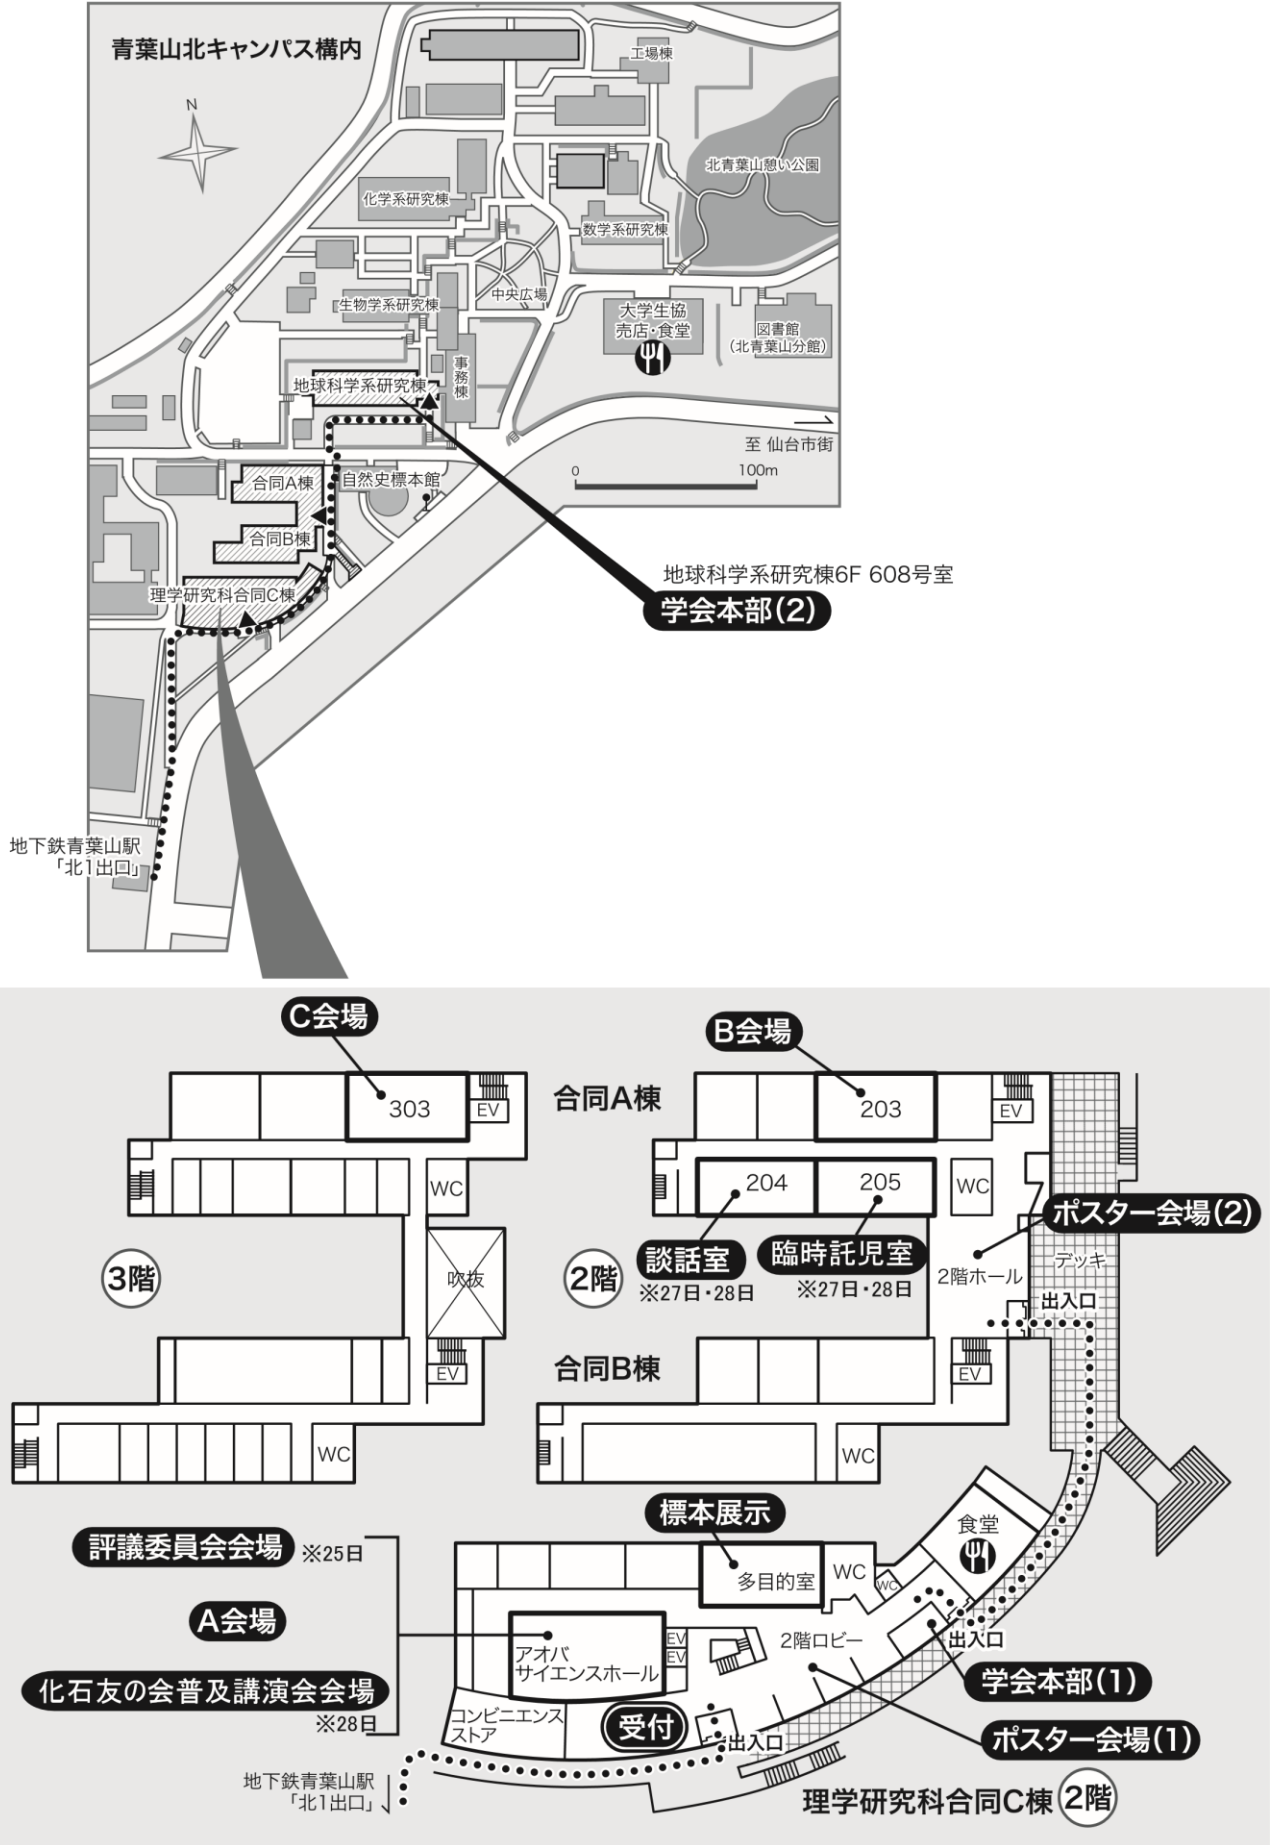 青葉山北キャンパス構内
N
工場棟
北青葉山憩い公園
化学系研究棟
数学系研究棟
中央広場
生物学系研究棟
大学生協
売店・食堂
図書館
(北青葉山分館)
事務棟
地球科学系研究棟
至 仙台市街
0 100m
合同A棟
自然史標本館
合同B棟
理学研究科合同C棟
地球科学系研究棟6F 608号室
学会本部(2)
地下鉄青葉山駅
「北1出口」
C会場
303
EV
WC
3階
吹抜
EV
WC
合同A棟
B会場
203
EV
204
205
WC
ポスター会場(2)
談話室
※27日・28日
臨時託児室
※27日・28日
2階
2階ホール
デッキ
出入口
合同B棟
EV
WC
標本展示
多目的室
WC
WC
食堂
評議委員会会場
※25日
A会場
化石友の会普及講演会会場
※28日
アオバ
サイエンスホール
EV
EV
2階ロビー
出入口
学会本部(1)
コンビニエンス
ストア
受付
出入口
ポスター会場(1)
地下鉄青葉山駅
「北1出口」
理学研究科合同C棟
2階